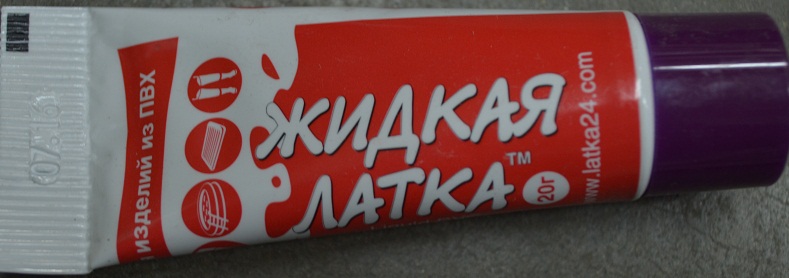 ЖИДКАЯ
ЛАТКА™
20г
www.latka24.com
изделий из ПВХ